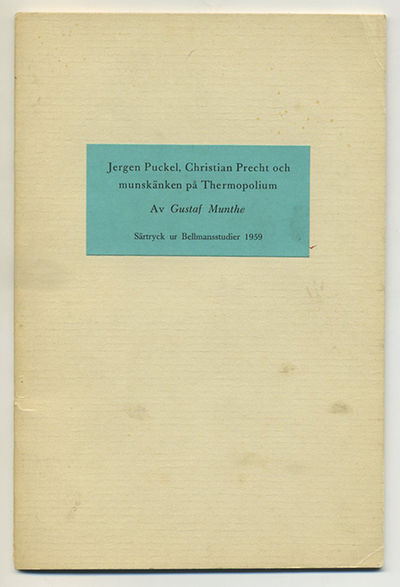 Jergen Puckel, Christian Precht och
munskänken på Thermopolium
Av Gustaf Munthe
Särtryck ur Bellmansstudier 1959